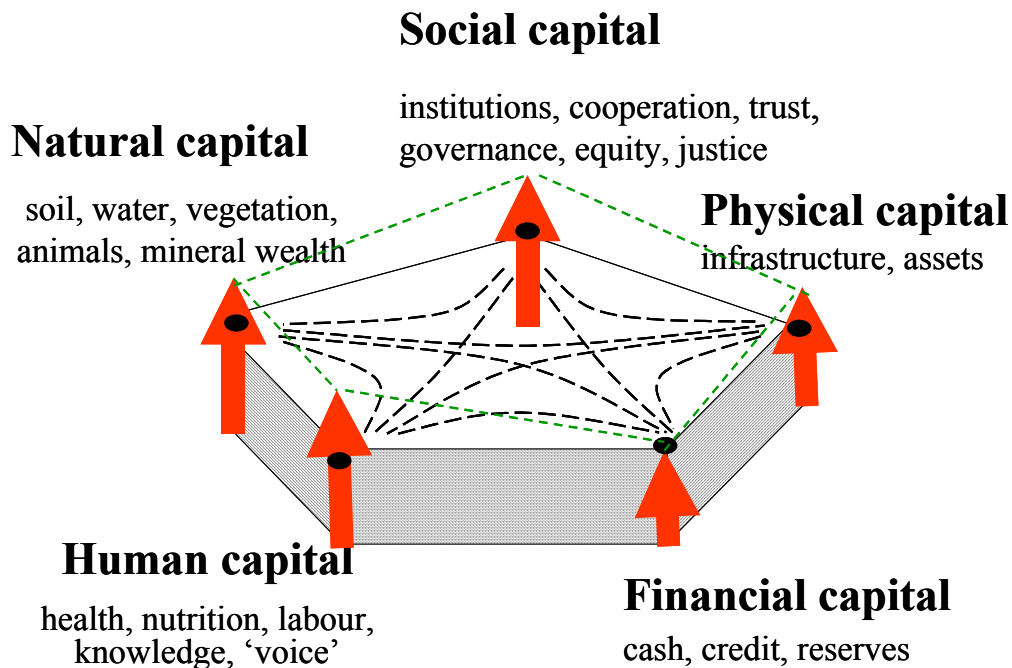 Social capital
institutions, cooperation, trust,
governance, equity, justice
Natural capital
soil, water, vegetation,
animals, mineral wealth
Physical capital
infrastructure, assets
Human capital
health, nutrition, labour,
knowledge, ‘voice’
Financial capital
cash, credit, reserves